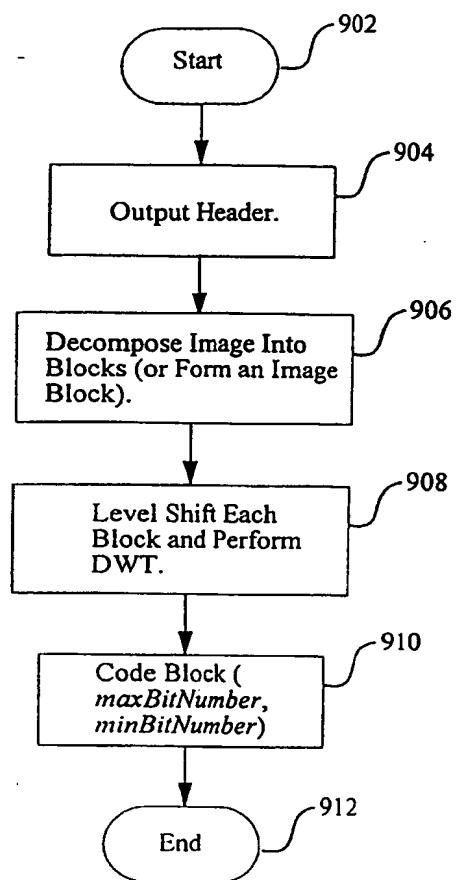 902
Start
904
Output Header.
906
Decompose Image Into
Blocks (or Form an Image
Block).
908
Level Shift Each
Block and Perform
DWT.
910
Code Block (
maxBitNumber,
minBitNumber)
912
End